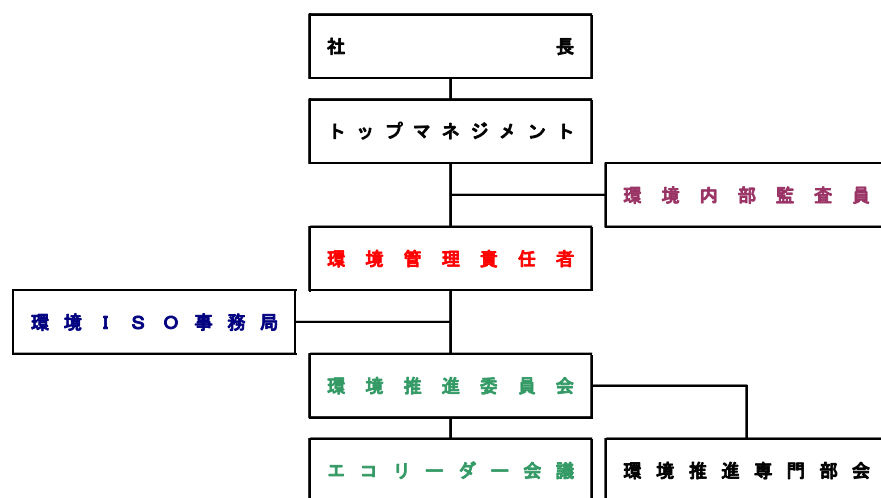 社長
トップマネジメント
環境内部監査員
環境管理責任者
環境ISO事務局
環境推進委員会
エコリーダー会議
環境推進専門部会